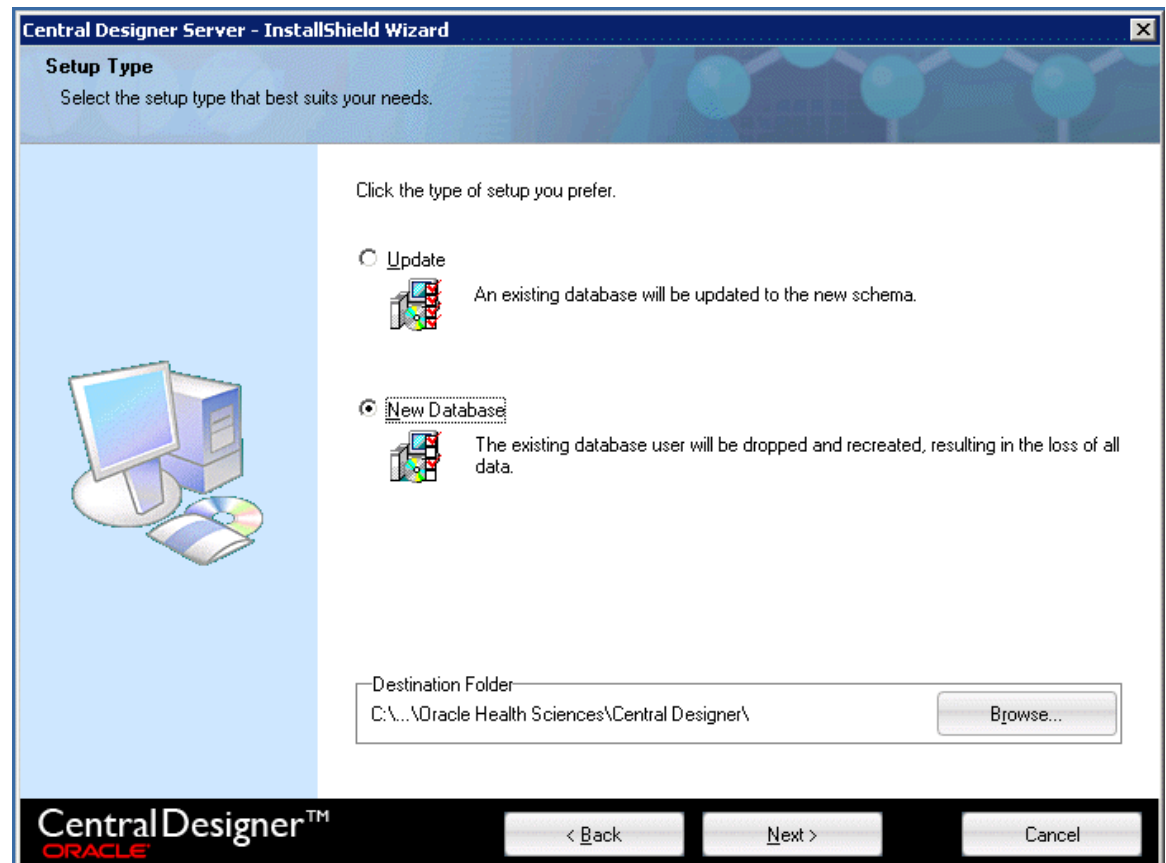 Central Designer Server - InstallShield Wizard
Setup Type
Select the setup type that best suits your needs.
Click the type of setup you prefer.
Update
An existing database will be updated to the new schema.
New Database
The existing database user will be dropped and recreated, resulting in the loss of all
data.
Destination Folder
C:\...\Oracle Health Sciences\Central Designer\
Browse...
CentralDesigner™
ORACLE
< Back
Next >
Cancel